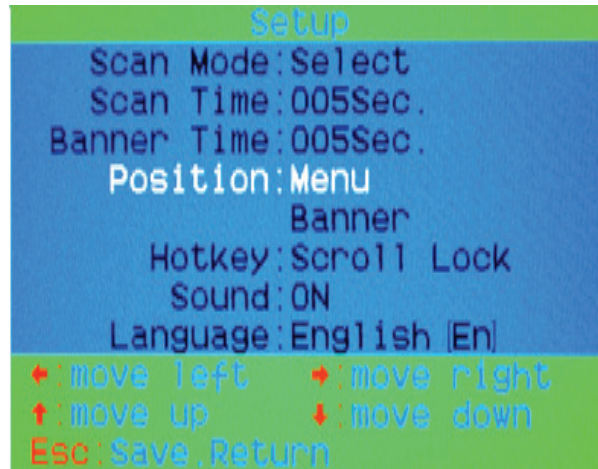 Setup
Scan Mode:Select
Scan Time:005Sec.
Banner Time:005Sec.
Position:Menu
Banner
Hotkey:Scroll Lock
Sound:ON
Language:English [En]
←:move left →:move right
↑:move up ↓:move down
Esc:Save,Return